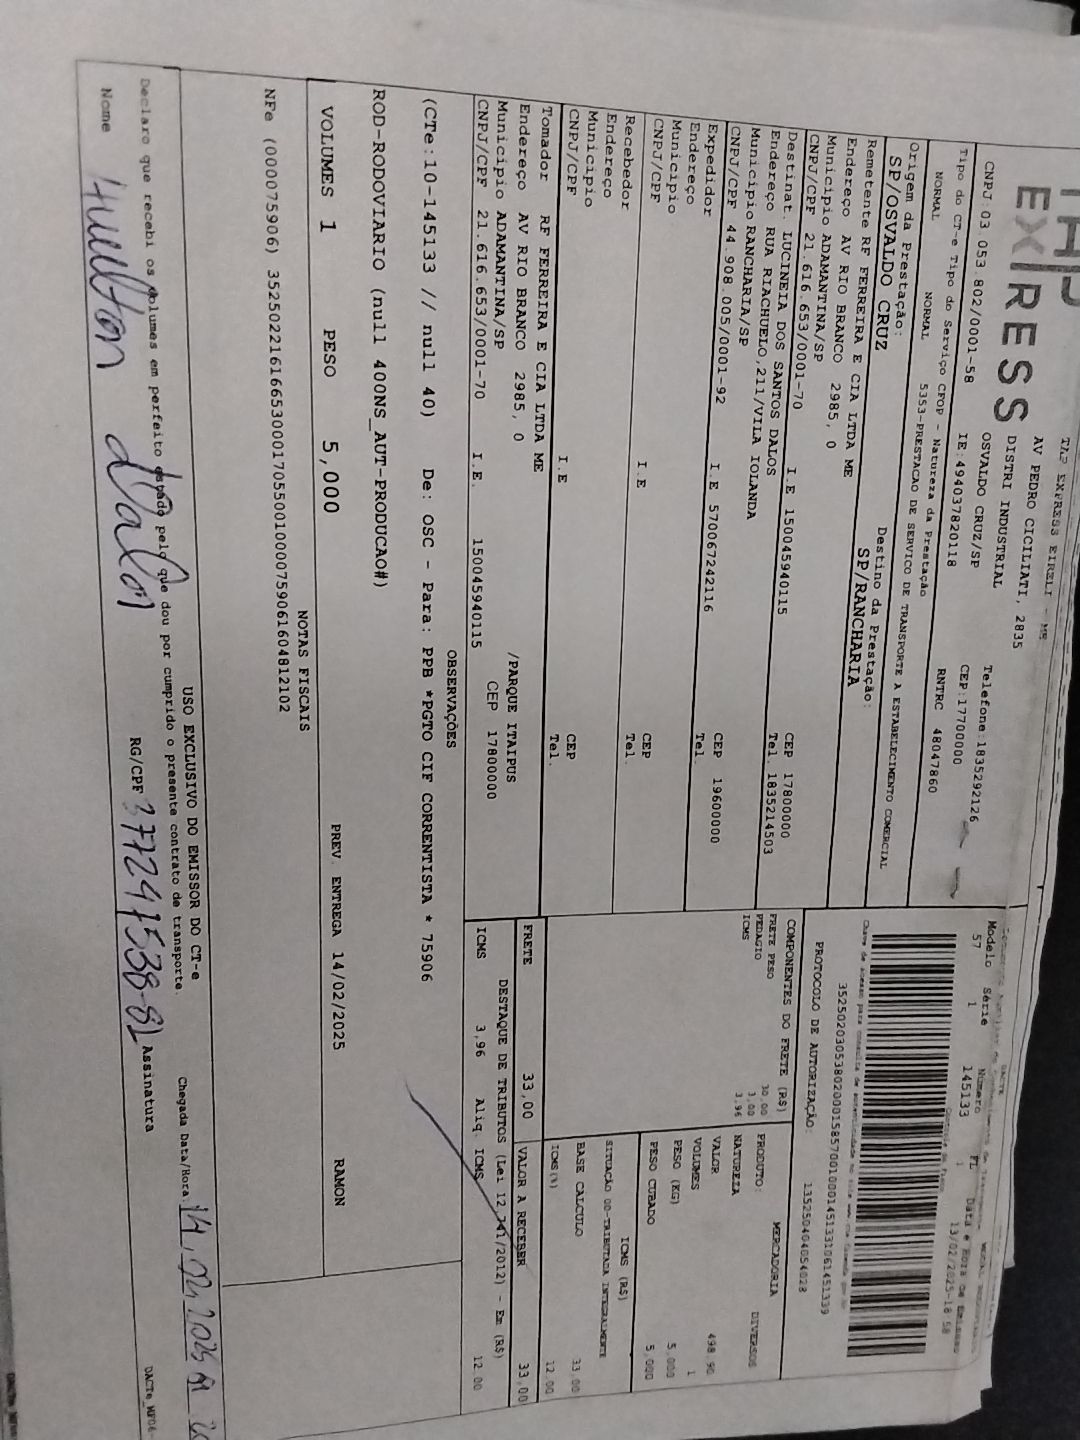 EXPRESS
TAP EXPRESS EIRELI - ME
AV PEDRO CICILIATI, 2835
DISTRI INDUSTRIAL
OSVALDO CRUZ/SP
Telefone:1835292126
CEP:17700000
CNPJ:03.053.802/0001-58 IE:494037820118 RNTRC 48047860
Tipo do CT-e Tipo do Serviço CFOP - Natureza da Prestação
NORMAL NORMAL 5353-PRESTACAO DE SERVICO DE TRANSPORTE A ESTABELECIMENTO COMERCIAL
Origem da Prestação: Destino da Prestação:
SP/OSVALDO CRUZ SP/RANCHARIA
Remetente RF FERREIRA E CIA LTDA ME
Endereço AV RIO BRANCO 2985, 0
Município ADAMANTINA/SP CEP 17800000
CNPJ/CPF 21.616.653/0001-70 I.E 150045940115 Tel. 1835214503
Destinat. LUCINEIA DOS SANTOS DALOS
Endereço RUA RIACHUELO,211/VILA IOLANDA
Município RANCHARIA/SP CEP 19600000
CNPJ/CPF 44.908.005/0001-92 I.E 570067242116 Tel.
Expedidor
Endereço
Município CEP
CNPJ/CPF I.E Tel.
Recebedor
Endereço
Município CEP
CNPJ/CPF I.E Tel.
Tomador RF FERREIRA E CIA LTDA ME
Endereço AV RIO BRANCO 2985, 0 /PARQUE ITAIPUS
Município ADAMANTINA/SP CEP 17800000
CNPJ/CPF 21.616.653/0001-70 I.E. 150045940115
Modelo Série Número FL Data e Hora de Emissão
57 1 145133 1 13/02/2025-18:58
35250203053802000158570010001451331061451339
PROTOCOLO DE AUTORIZAÇÃO: 135250404054028
COMPONENTES DO FRETE (R$)
FRETE PESO 30,00
PEDAGIO 3,00
ICMS 3,96
MERCADORIA
PRODUTO: DIVERSOS
NATUREZA
VALOR 498,90
VOLUMES 1
PESO (KG) 5,000
PESO CUBADO 5,000
ICMS (R$)
SITUAÇÃO 00-TRIBUTADA INTEGRALMENTE
BASE CALCULO 33,00
ICMS(%) 12,00
FRETE 33,00 VALOR A RECEBER 33,00
DESTAQUE DE TRIBUTOS (Lei 12.741/2012) - Em (R$)
ICMS 3,96 Aliq. ICMS 12,00
OBSERVAÇÕES
(CTe:10-145133 // null 40) De: OSC - Para: PPB *PGTO CIF CORRENTISTA * 75906
ROD-RODOVIARIO (null 400NS_AUT-PRODUCAO#)
VOLUMES 1 PESO 5,000 PREV. ENTREGA 14/02/2025 RAMON
NOTAS FISCAIS
NFe (000075906) 35250221616653000170550010000759061604812102
USO EXCLUSIVO DO EMISSOR DO CT-e
Declaro que recebi os volumes em perfeito estado pelo que dou por cumprido o presente contrato de transporte.
Chegada Data/Hora: 14,02,2025
Nome RG/CPF 377247538-82 Assinatura